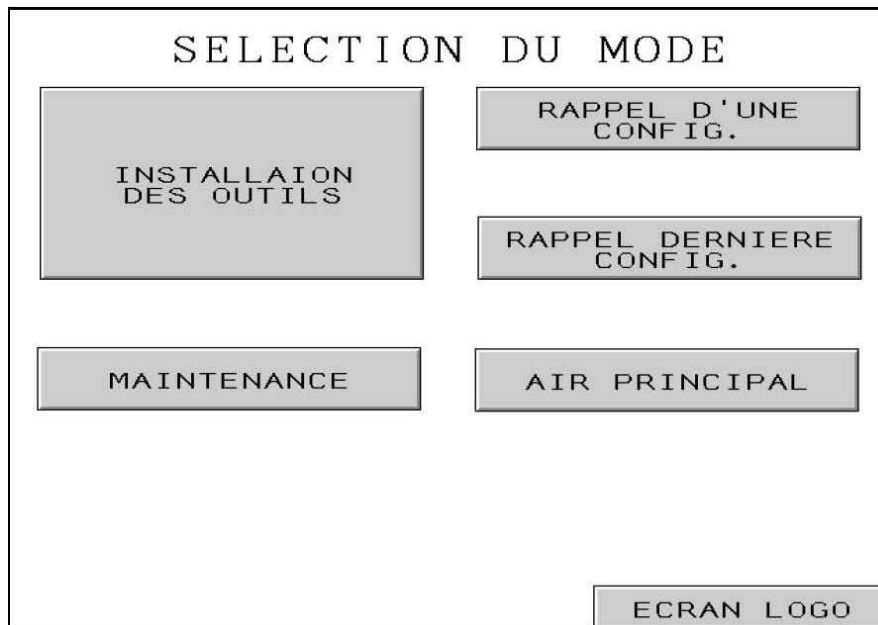 SELECTION DU MODE
INSTALLAION
DES OUTILS
RAPPEL D'UNE
CONFIG.
RAPPEL DERNIERE
CONFIG.
MAINTENANCE
AIR PRINCIPAL
ECRAN LOGO